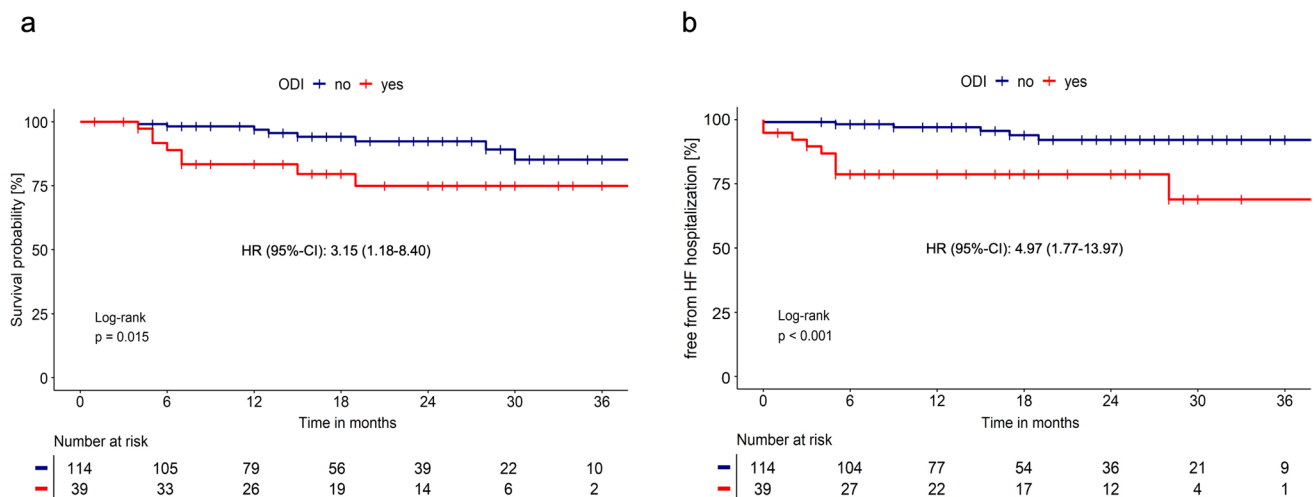 a
ODI no yes
Survival probability [%]
100
75
50
25
0
HR (95%-CI): 3.15 (1.18-8.40)
Log-rank
p = 0.015
0 6 12 18 24 30 36
Time in months
Number at risk
114 105 79 56 39 22 10
39 33 26 19 14 6 2
b
ODI no yes
free from HF hospitalization [%]
100
75
50
25
0
HR (95%-CI): 4.97 (1.77-13.97)
Log-rank
p < 0.001
0 6 12 18 24 30 36
Time in months
Number at risk
114 104 77 54 36 21 9
39 27 22 17 12 4 1